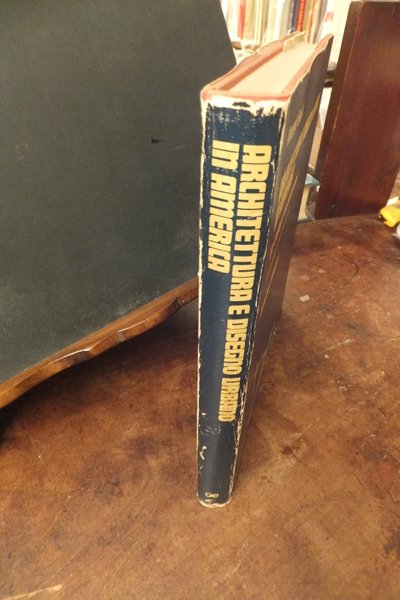 ARCHITETTURA E DISEGNO URBANO
IN AMERICA